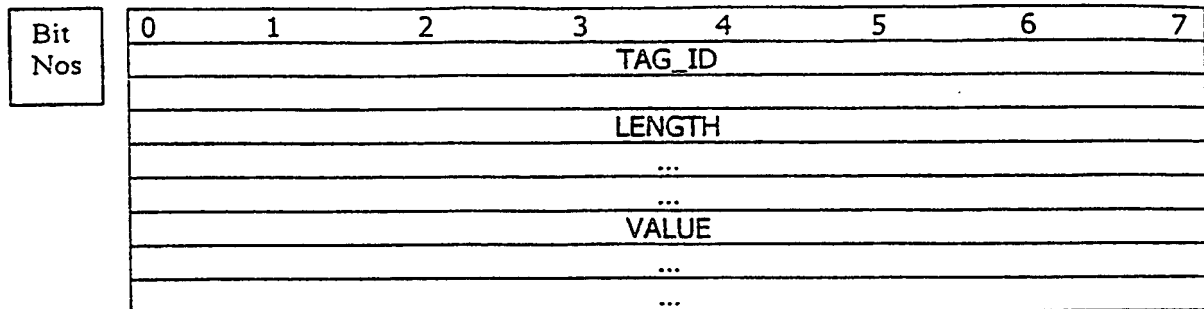 Bit
Nos
0 1 2 3 4 5 6 7
TAG_ID
LENGTH
...
...
VALUE
...
...